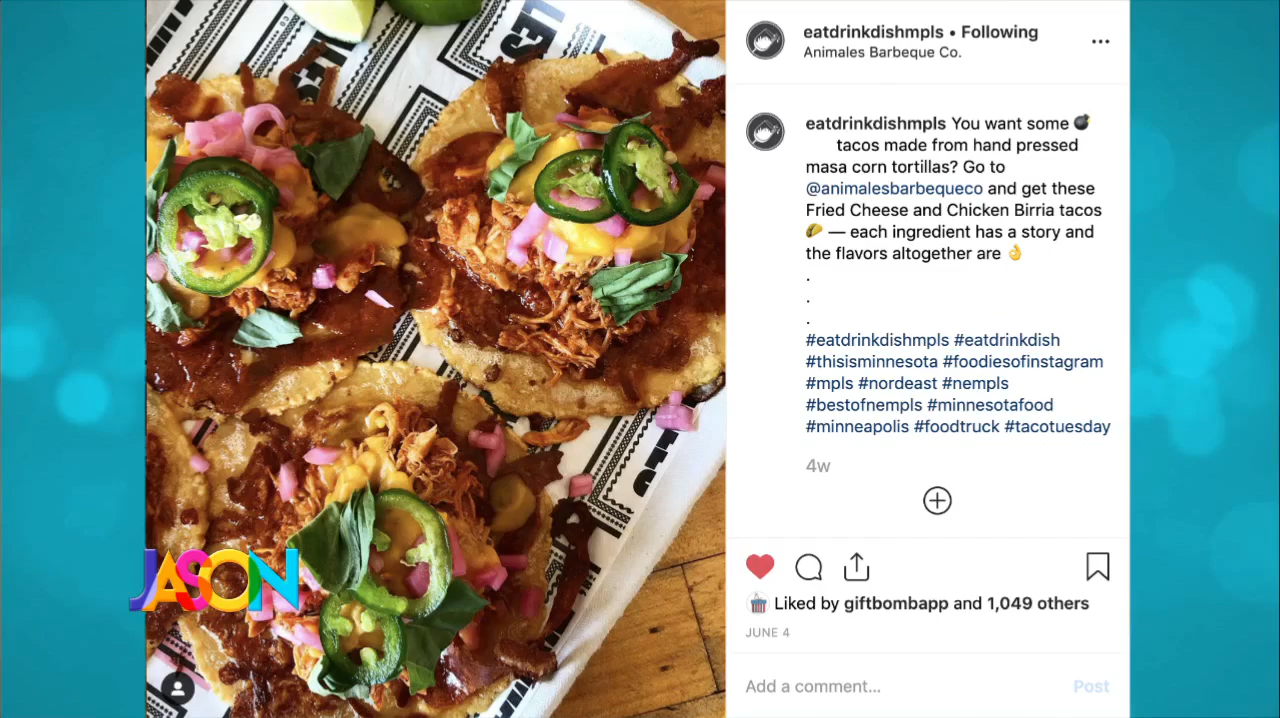 eatdrinkdishmpls • Following
Animales Barbeque Co.
eatdrinkdishmpls You want some 💣
tacos made from hand pressed
masa corn tortillas? Go to
@animalesbarbequeco and get these
Fried Cheese and Chicken Birria tacos
🌮 — each ingredient has a story and
the flavors altogether are 👌
.
.
.
#eatdrinkdishmpls #eatdrinkdish
#thisisminnesota #foodiesofinstagram
#mpls #nordeast #nempls
#bestofnempls #minnesotafood
#minneapolis #foodtruck #tacotuesday
4w
Liked by giftbombapp and 1,049 others
JUNE 4
Add a comment...
Post
JASON